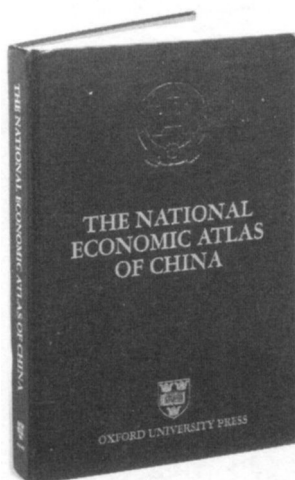 THE NATIONAL ECONOMIC ATLAS OF CHINA
THE NATIONAL
ECONOMIC ATLAS
OF CHINA
OXFORD UNIVERSITY PRESS